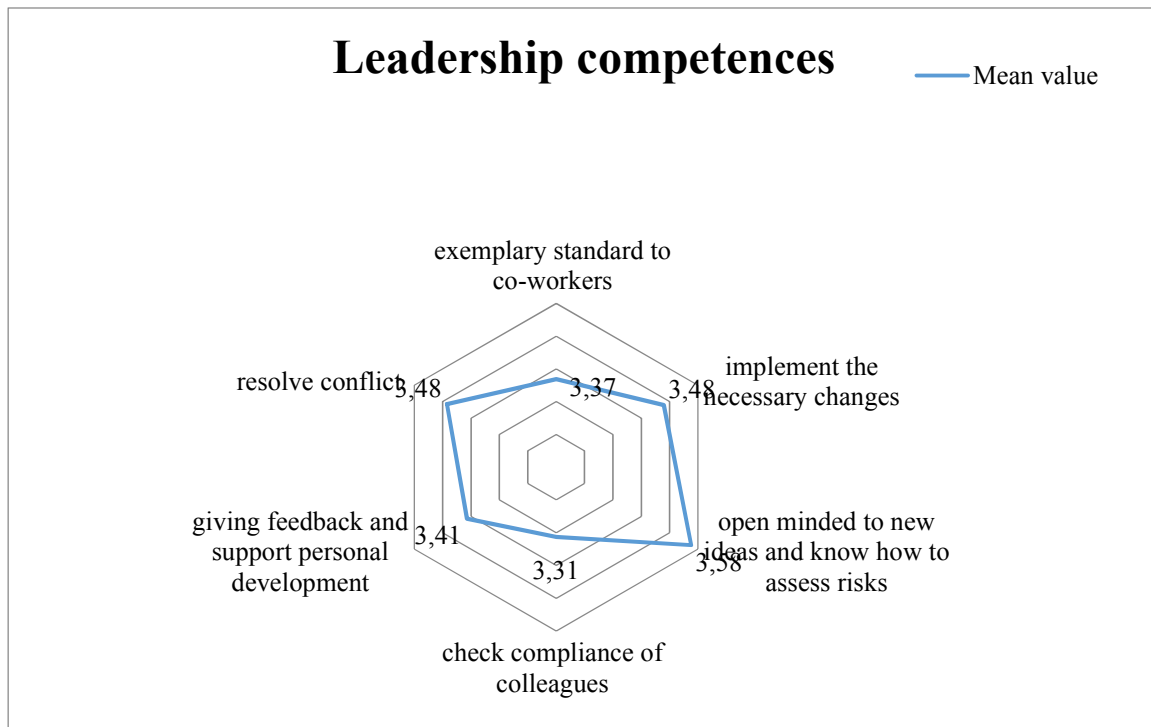 Leadership competences
Mean value
exemplary standard to
co-workers
3,37
implement the
necessary changes
3,48
open minded to new
ideas and know how to
assess risks
3,58
check compliance of
colleagues
3,31
giving feedback and
support personal
development
3,41
resolve conflict
3,48